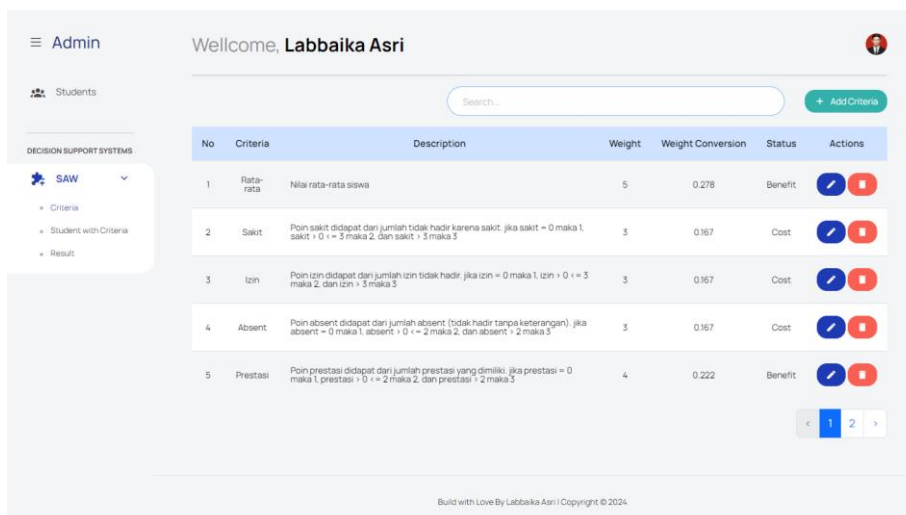 Admin
Wellcome, Labbaika Asri
Students
Search...
+ Add Criteria
DECISION SUPPORT SYSTEMS
SAW
Criteria
Student with Criteria
Result
No Criteria Description Weight Weight Conversion Status Actions
1 Rata-rata Nilai rata-rata siswa 5 0.278 Benefit
2 Sakit Poin sakit didapat dari jumlah tidak hadir karena sakit. jika sakit = 0 maka 1,
sakit > 0 <= 3 maka 2, dan sakit > 3 maka 3 3 0.167 Cost
3 Izin Poin izin didapat dari jumlah izin tidak hadir. jika izin = 0 maka 1, izin > 0 <= 3
maka 2, dan izin > 3 maka 3 3 0.167 Cost
4 Absent Poin absent didapat dari jumlah absent (tidak hadir tanpa keterangan). jika
absent = 0 maka 1, absent > 0 <= 2 maka 2, dan absent > 2 maka 3 3 0.167 Cost
5 Prestasi Poin prestasi didapat dari jumlah prestasi yang dimiliki. jika prestasi = 0
maka 1, prestasi > 0 <= 2 maka 2, dan prestasi > 2 maka 3 4 0.222 Benefit
< 1 2 >
Build with Love By Labbaika Asri | Copyright © 2024